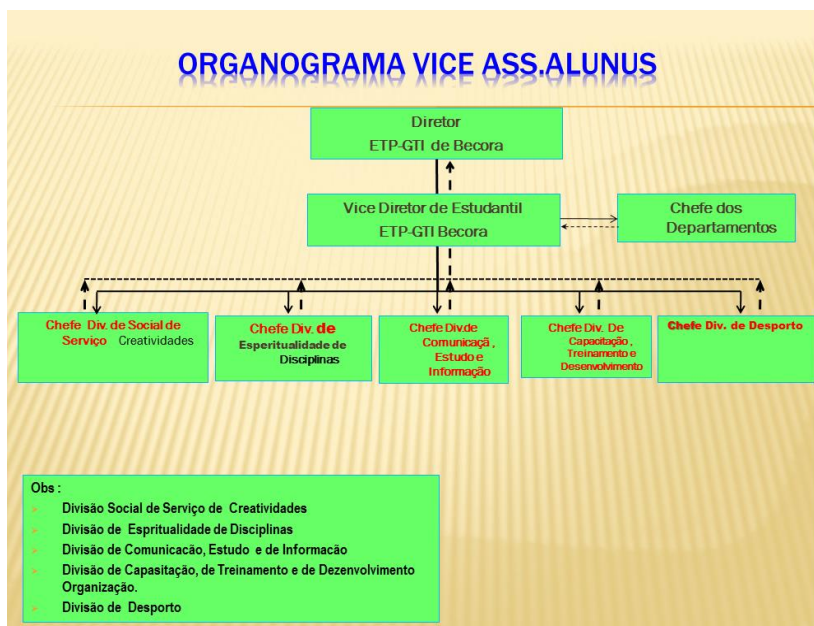 ORGANOGRAMA VICE ASS.ALUNUS
Diretor
ETP-GTI de Becora
Vice Diretor de Estudantil
ETP-GTI Becora
Chefe dos
Departamentos
Chefe Div. de Social de
Serviço Creatividades
Chefe Div. de
Esperitualidade de
Disciplinas
Chefe Div.de
Comunicaçã ,
Estudo e
Informação
Chefe Div. De
Capacitação ,
Treinamento e
Desenvolvimento
Chefe Div. de Desporto
Obs :
Divisão Social de Serviço de Creatividades
Divisão de Espritualidade de Disciplinas
Divisão de Comunicacão, Estudo e de Informacão
Divisão de Capasitação, de Treinamento e de Dezenvolvimento
Organização.
Divisão de Desporto